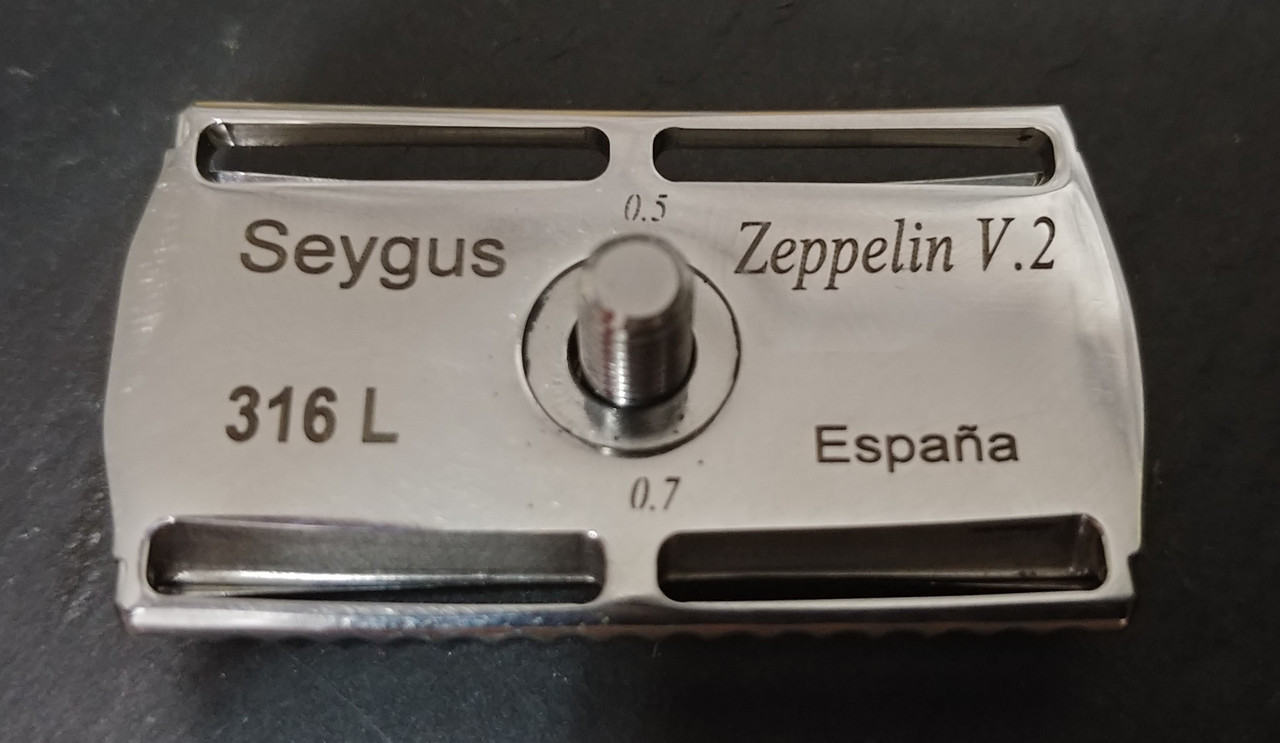 0.5
Seygus
Zeppelin V.2
316 L
España
0.7